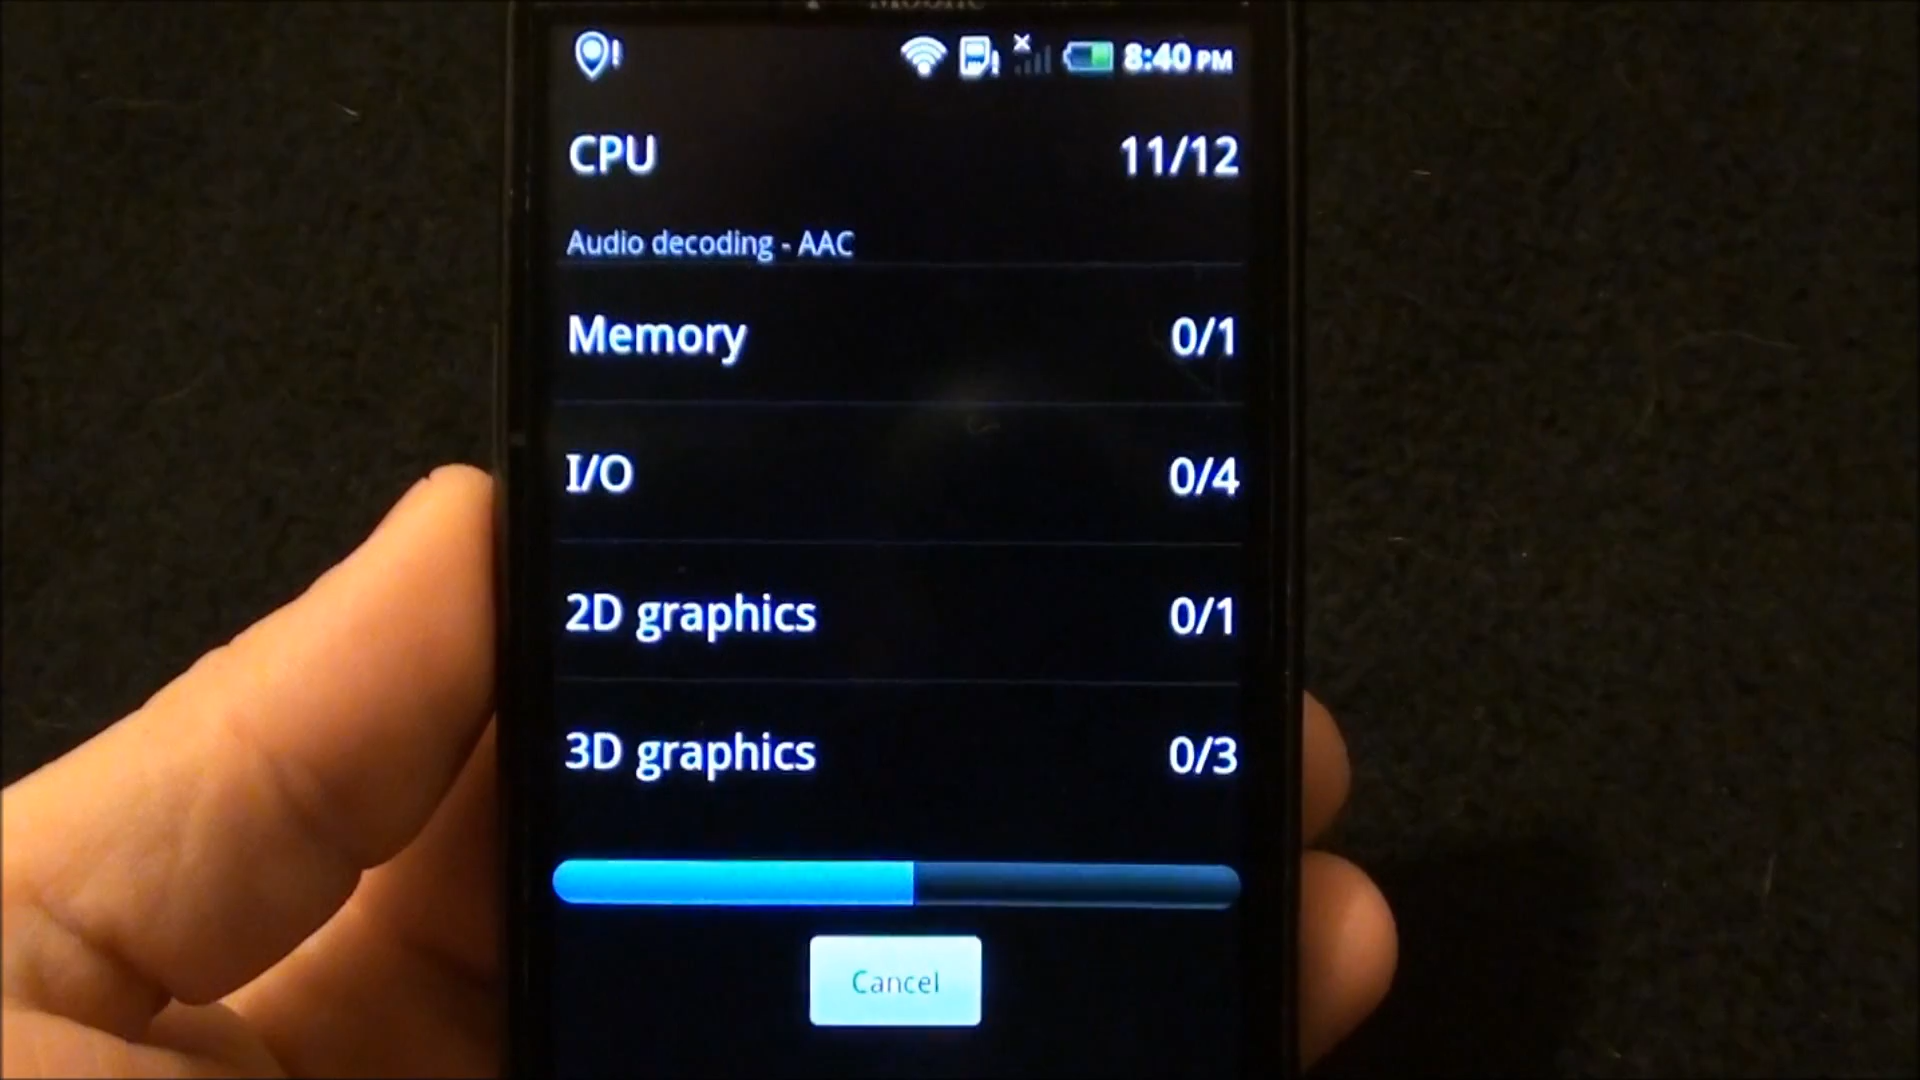 8:40 PM
CPU 11/12
Audio decoding - AAC
Memory 0/1
I/O 0/4
2D graphics 0/1
3D graphics 0/3
Cancel